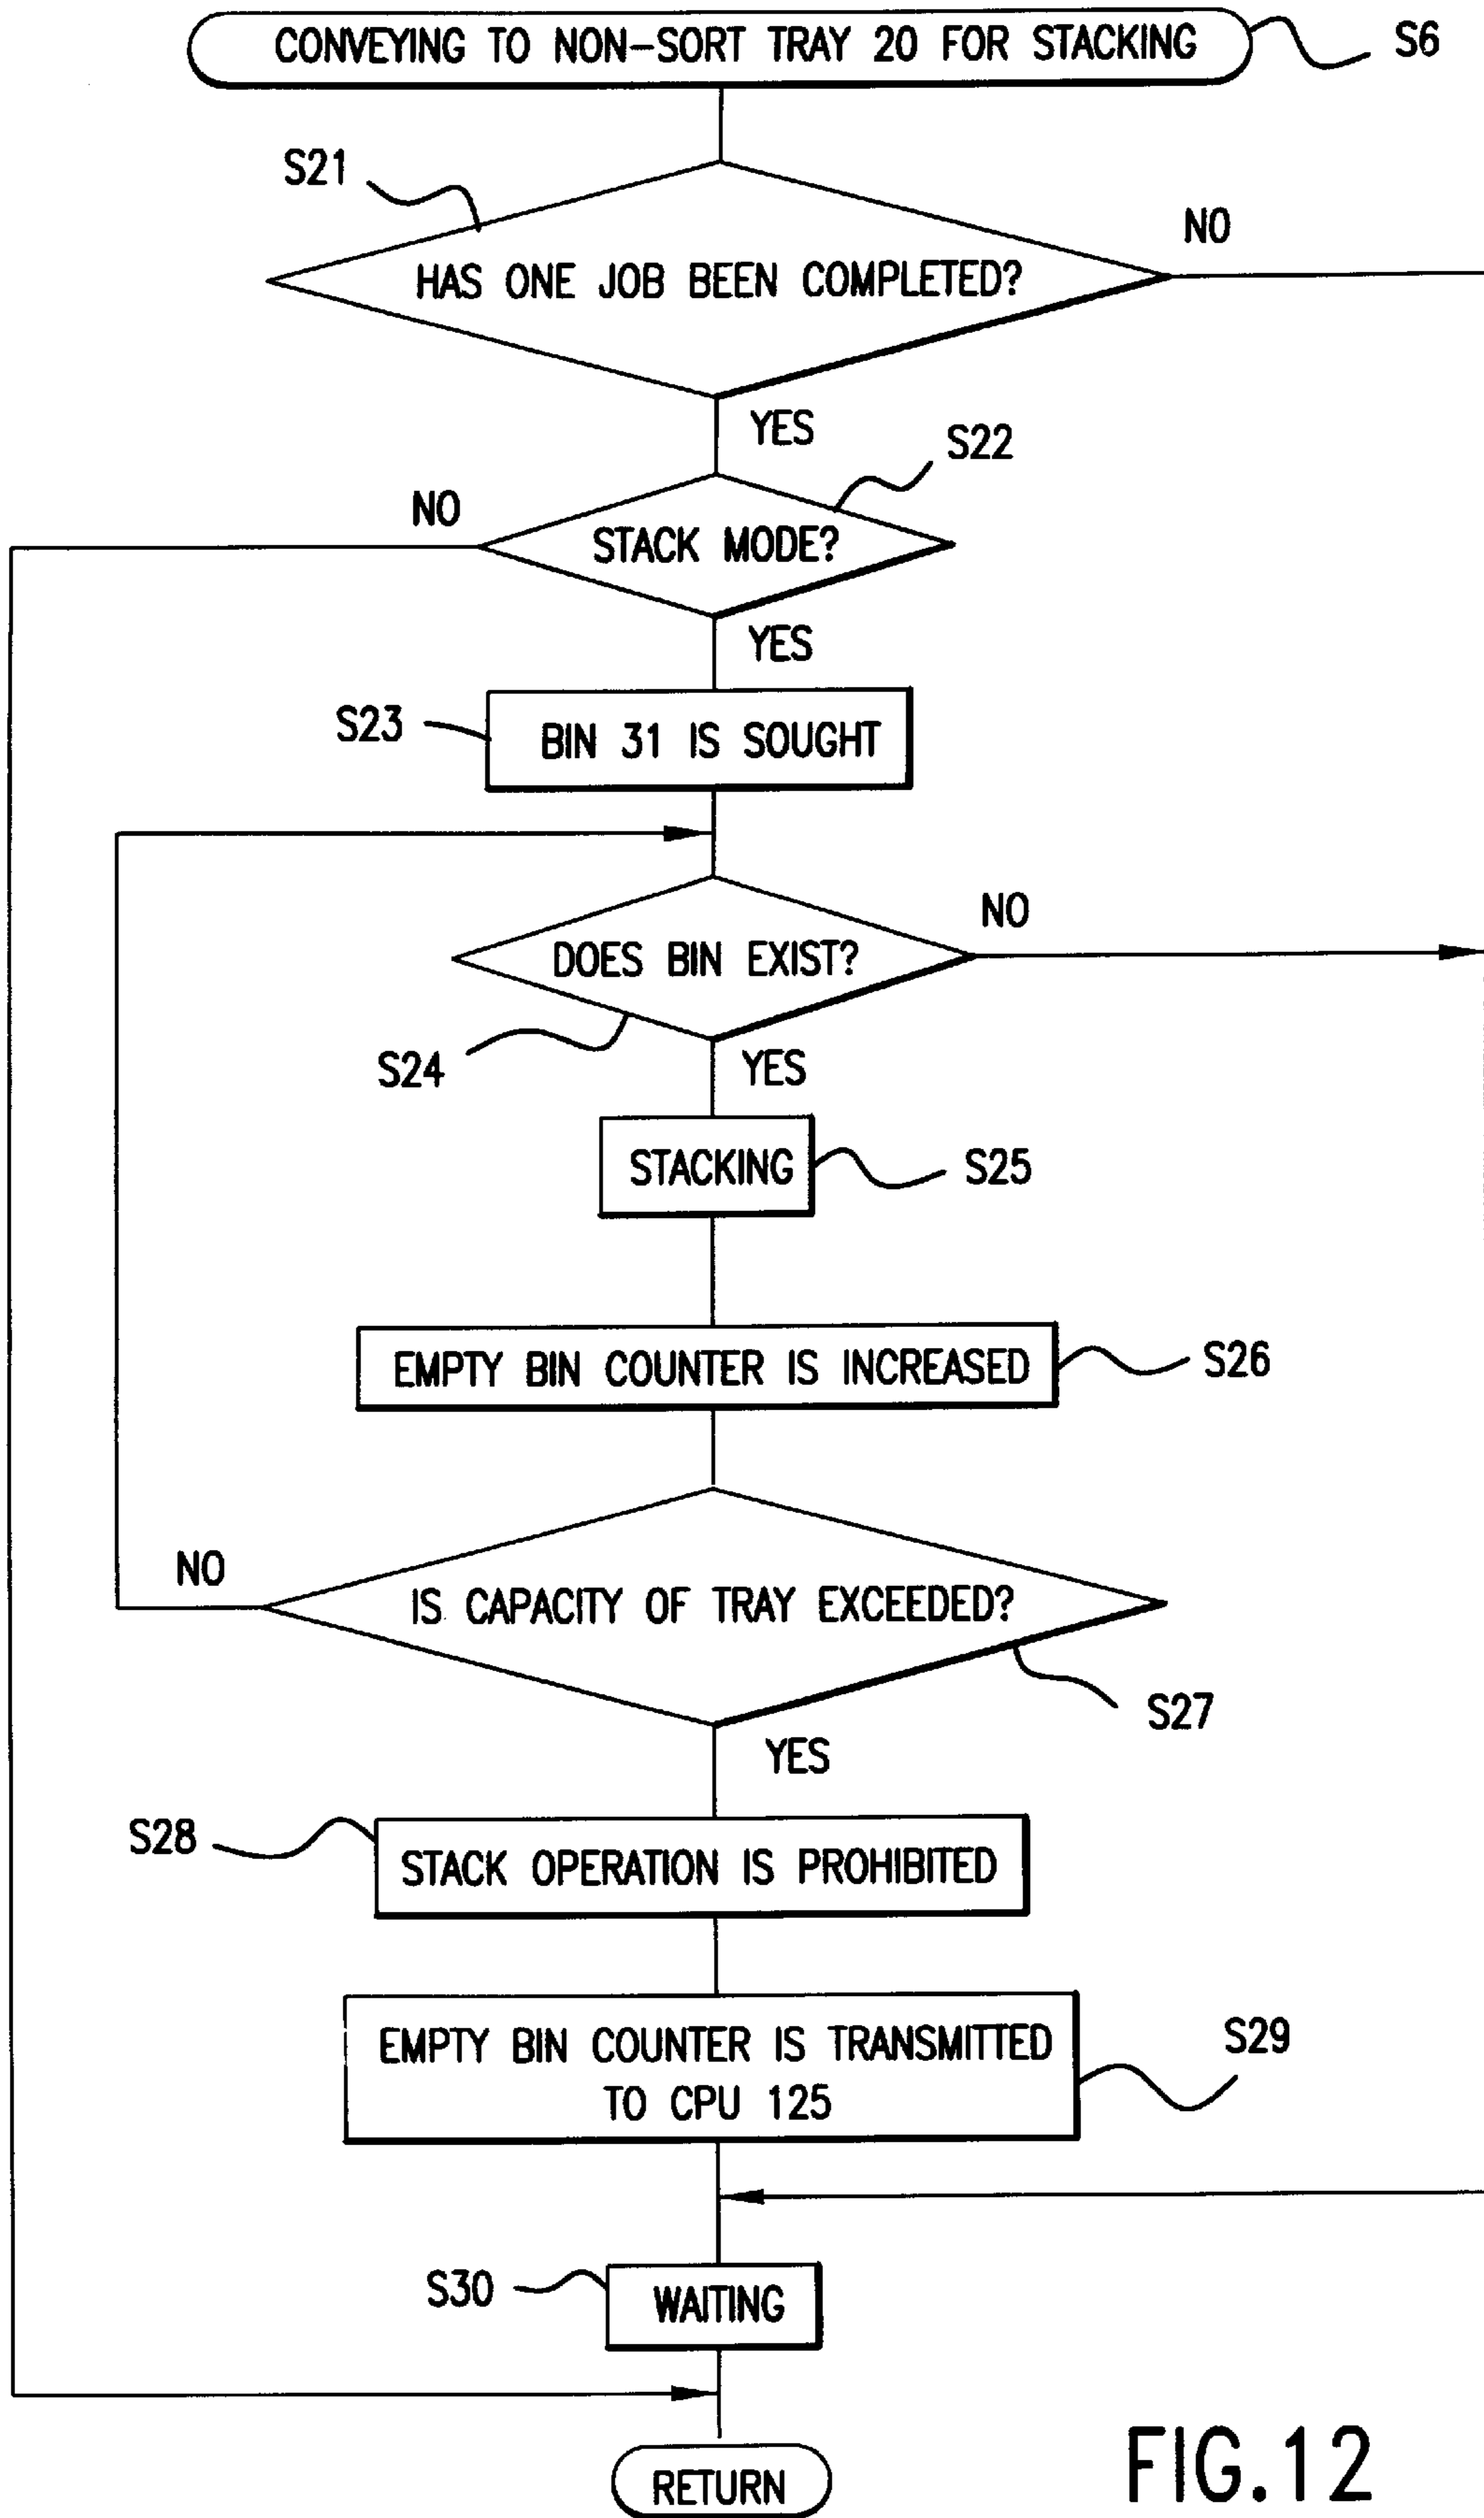 CONVEYING TO NON-SORT TRAY 20 FOR STACKING
S6
S21
HAS ONE JOB BEEN COMPLETED?
NO
YES
S22
NO
STACK MODE?
YES
S23
BIN 31 IS SOUGHT
DOES BIN EXIST?
NO
S24
YES
STACKING
S25
EMPTY BIN COUNTER IS INCREASED
S26
NO
IS CAPACITY OF TRAY EXCEEDED?
S27
YES
S28
STACK OPERATION IS PROHIBITED
EMPTY BIN COUNTER IS TRANSMITTED
TO CPU 125
S29
S30
WAITING
RETURN
FIG.12